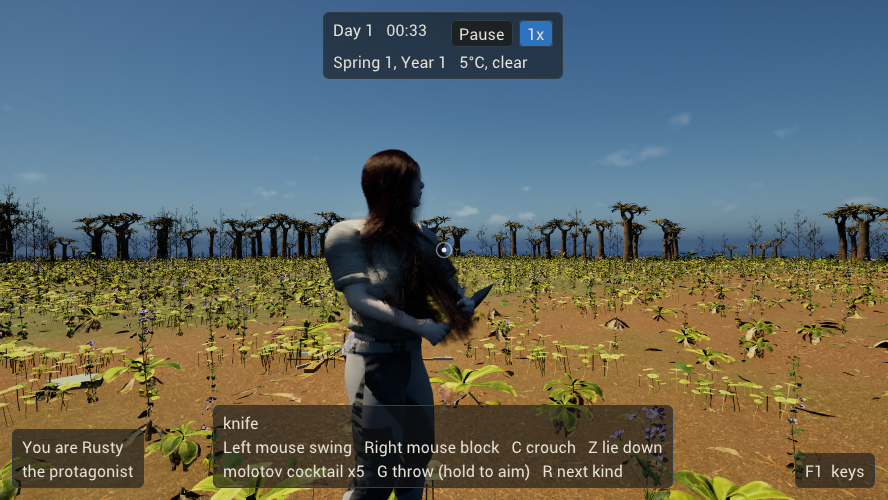 Day 1 00:33 Pause 1x
Spring 1, Year 1 5°C, clear
knife
Left mouse swing Right mouse block C crouch Z lie down
molotov cocktail x5 G throw (hold to aim) R next kind
You are Rusty
the protagonist
F1 keys